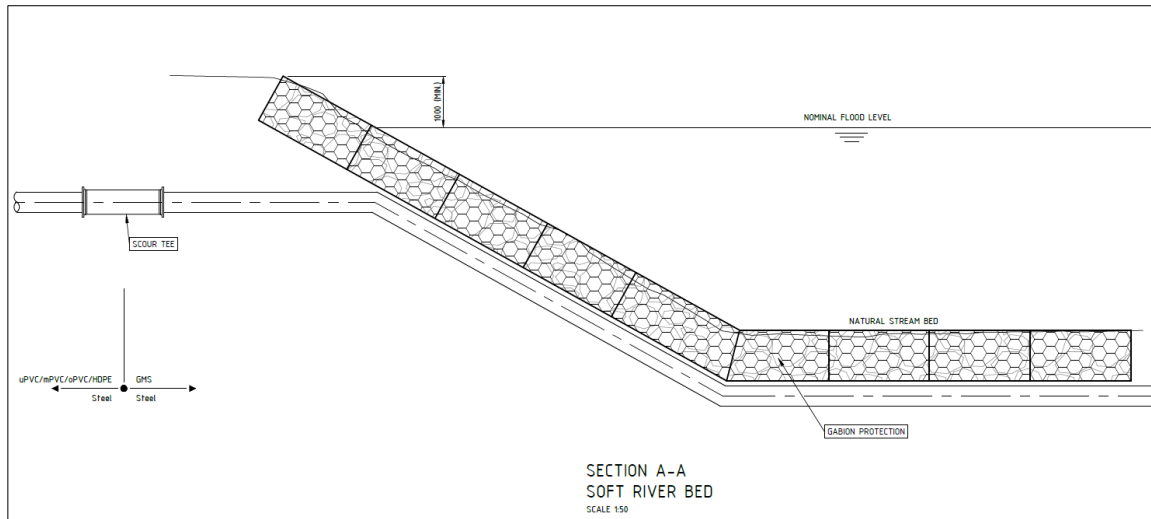 1000 (MIN.)
NOMINAL FLOOD LEVEL
SCOUR TEE
NATURAL STREAM BED
uPVC/mPVC/oPVC/HDPE GMS
Steel Steel
GABION PROTECTION
SECTION A-A
SOFT RIVER BED
SCALE 1:50